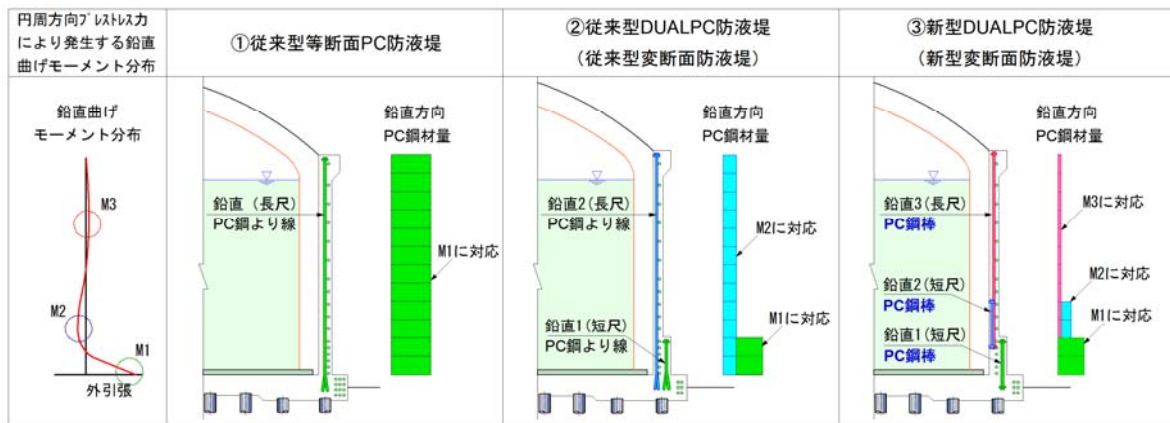 円周方向プレストレス力
により発生する鉛直
曲げモーメント分布
①従来型等断面PC防液堤
②従来型DUALPC防液堤
(従来型変断面防液堤)
③新型DUALPC防液堤
(新型変断面防液堤)
鉛直曲げ
モーメント分布
M3
M2
M1
外引張
鉛直方向
PC鋼材量
鉛直 (長尺)
PC鋼より線
M1に対応
鉛直方向
PC鋼材量
鉛直2(長尺)
PC鋼より線
M2に対応
鉛直1(短尺)
PC鋼より線
M1に対応
鉛直方向
PC鋼材量
鉛直3(長尺)
PC鋼棒
M3に対応
鉛直2(短尺)
PC鋼棒
M2に対応
鉛直1(短尺)
PC鋼棒
M1に対応